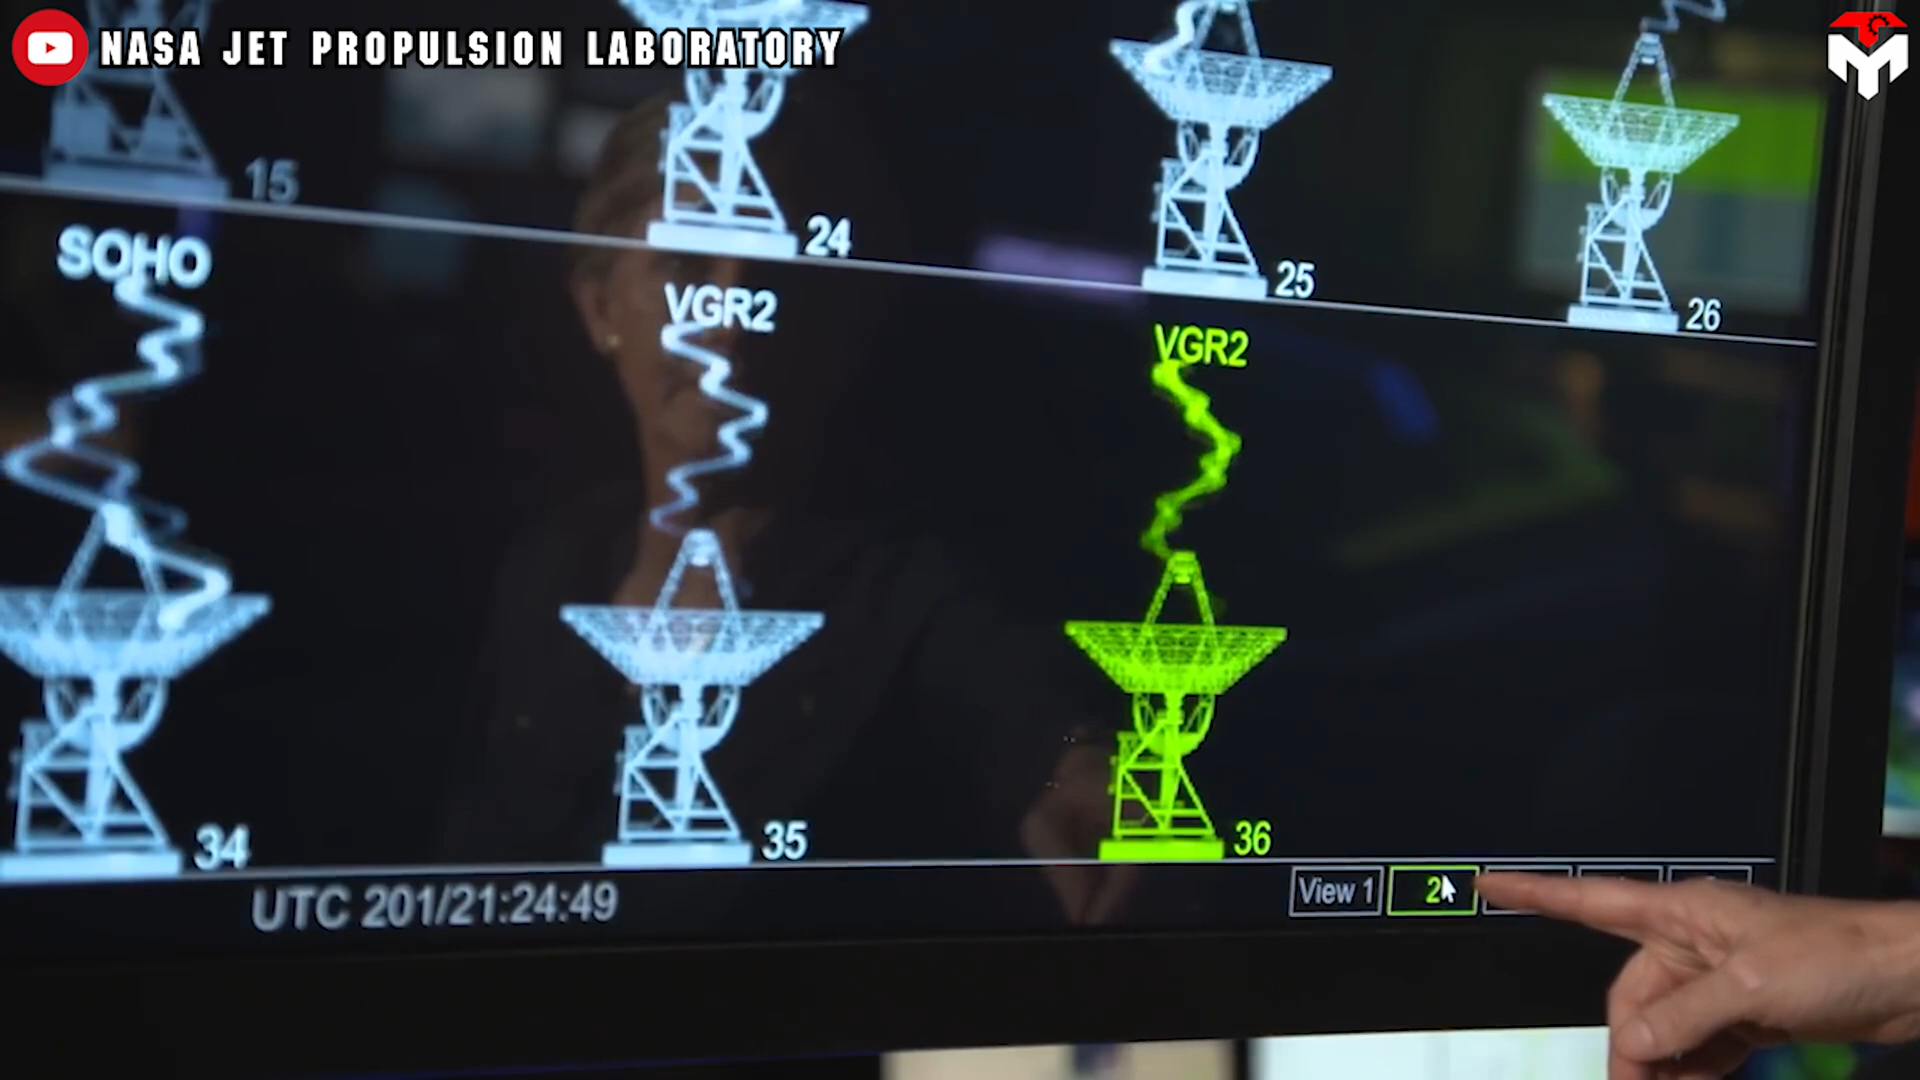 NASA JET PROPULSION LABORATORY
15
24
25
26
SOHO
VGR2
VGR2
34
35
36
UTC 201/21:24:49
View 1
2